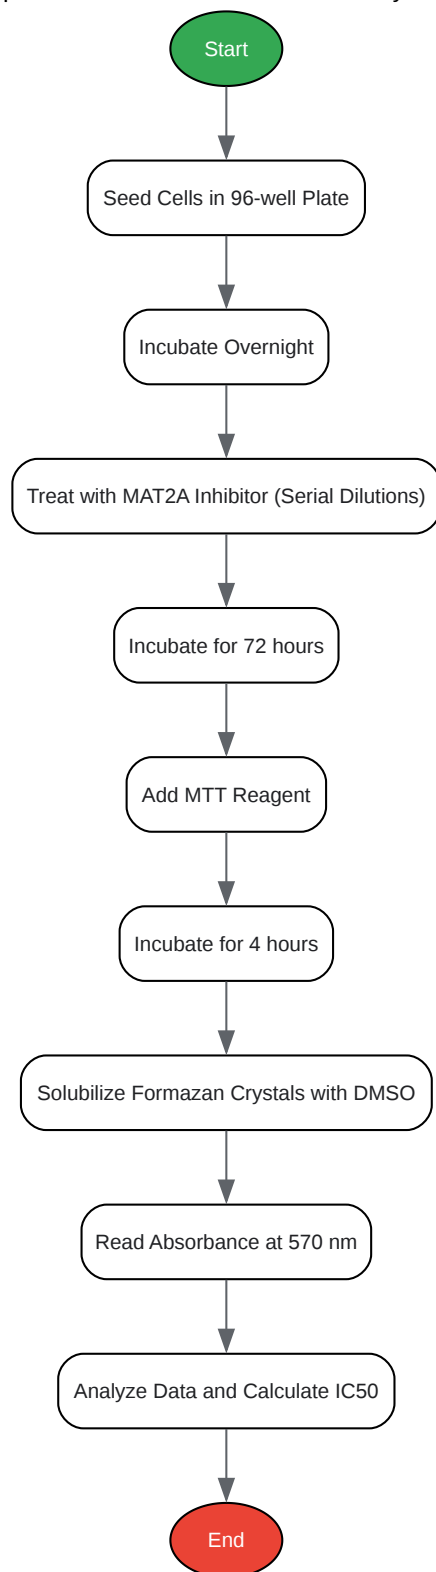 Start
Seed Cells in 96-well Plate
Incubate Overnight
Treat with MAT2A Inhibitor (Serial Dilutions)
Incubate for 72 hours
Add MTT Reagent
Incubate for 4 hours
Solubilize Formazan Crystals with DMSO
Read Absorbance at 570 nm
Analyze Data and Calculate IC50
End